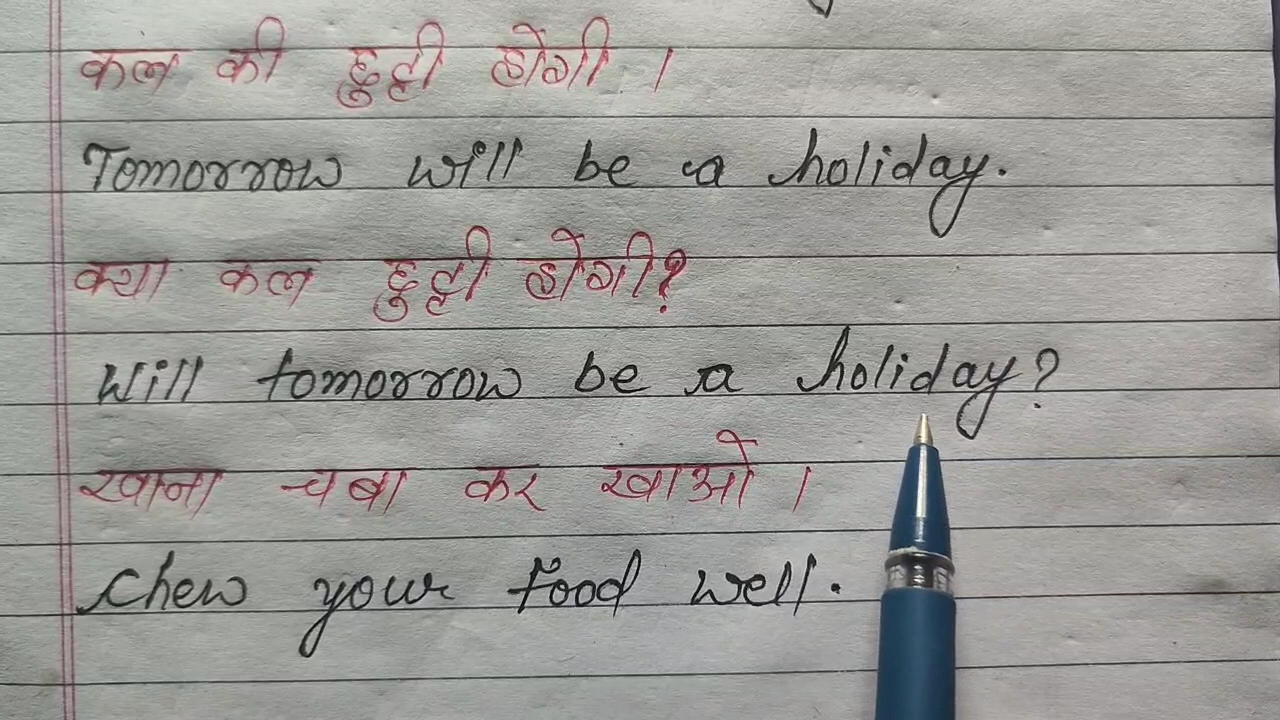 कल की छुट्टी होगी ।
Tomorrow will be a holiday.
क्या कल छुट्टी होगी?
Will tomorrow be a holiday?
खाना चबा कर खाओ ।
Chew your food well.